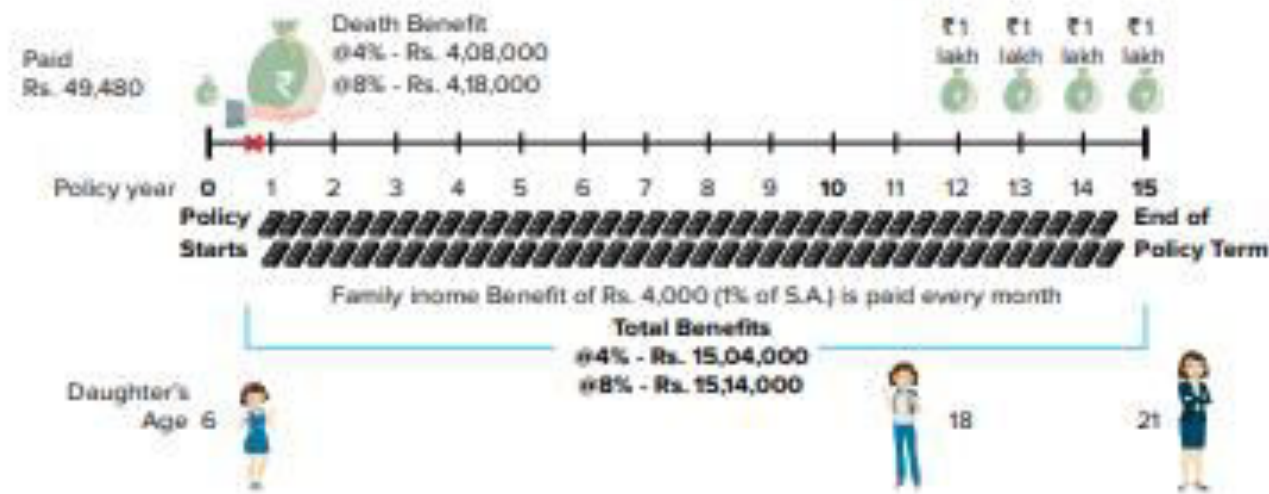 Death Benefit
@4% - Rs. 4,08,000
@8% - Rs. 4,18,000
Paid
Rs. 49,480
₹1 ₹1 ₹1 ₹1
lakh lakh lakh lakh
₹
Policy year 0 1 2 3 4 5 6 7 8 9 10 11 12 13 14 15
Policy
Starts
End of
Policy Term
Family inome Benefit of Rs. 4,000 (1% of S.A.) is paid every month
Total Benefits
@4% - Rs. 15,04,000
@8% - Rs. 15,14,000
Daughter's
Age 6 18 21